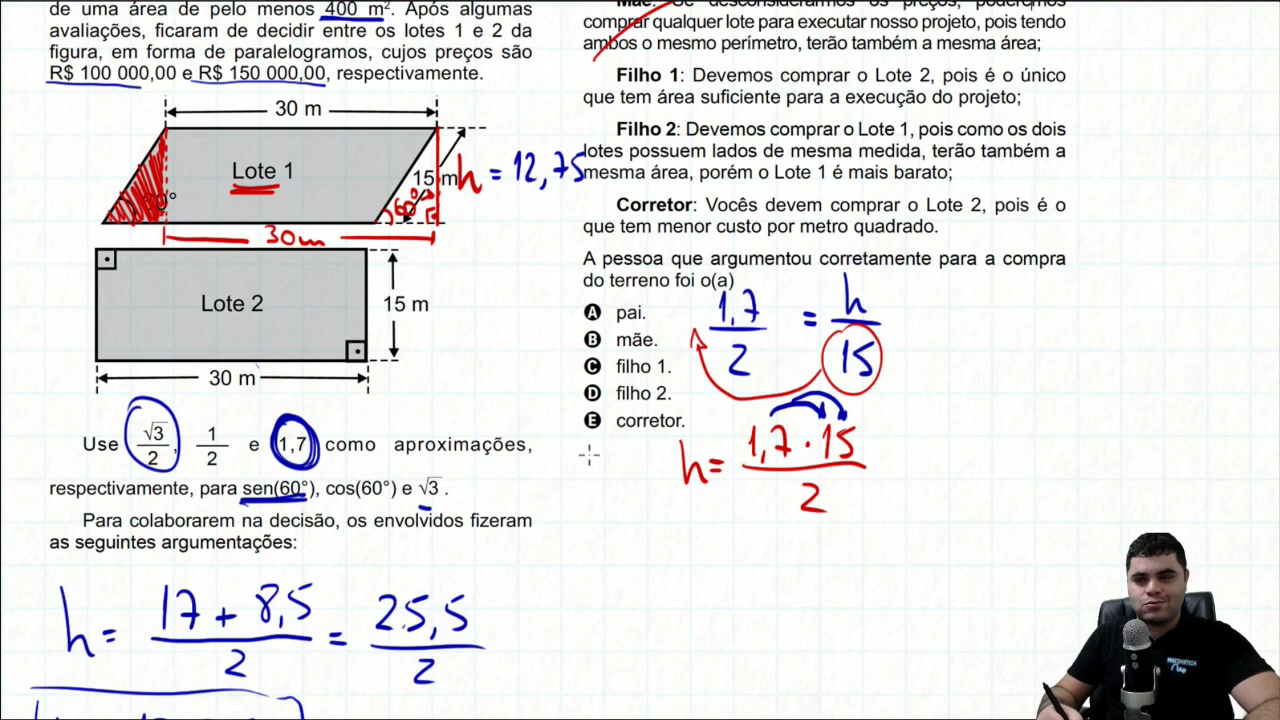 de uma área de pelo menos 400 m². Após algumas
avaliações, ficaram de decidir entre os lotes 1 e 2 da
figura, em forma de paralelogramos, cujos preços são
R$ 100 000,00 e R$ 150 000,00, respectivamente.
30 m
Lote 1
15 m
60°
h = 12,75
30m
Lote 2
15 m
30 m
Use √3/2, 1/2 e 1,7 como aproximações,
respectivamente, para sen(60°), cos(60°) e √3.
Para colaborarem na decisão, os envolvidos fizeram
as seguintes argumentações:
h = 17 + 8,5 / 2 = 25,5 / 2
Mãe: Se desconsiderarmos os preços, poderemos
comprar qualquer lote para executar nosso projeto, pois tendo
ambos o mesmo perímetro, terão também a mesma área;
Filho 1: Devemos comprar o Lote 2, pois é o único
que tem área suficiente para a execução do projeto;
Filho 2: Devemos comprar o Lote 1, pois como os dois
lotes possuem lados de mesma medida, terão também a
mesma área, porém o Lote 1 é mais barato;
Corretor: Vocês devem comprar o Lote 2, pois é o
que tem menor custo por metro quadrado.
A pessoa que argumentou corretamente para a compra
do terreno foi o(a)
A pai.
B mãe.
C filho 1.
D filho 2.
E corretor.
1,7 / 2 = h / 15
h = 1,7 · 15 / 2